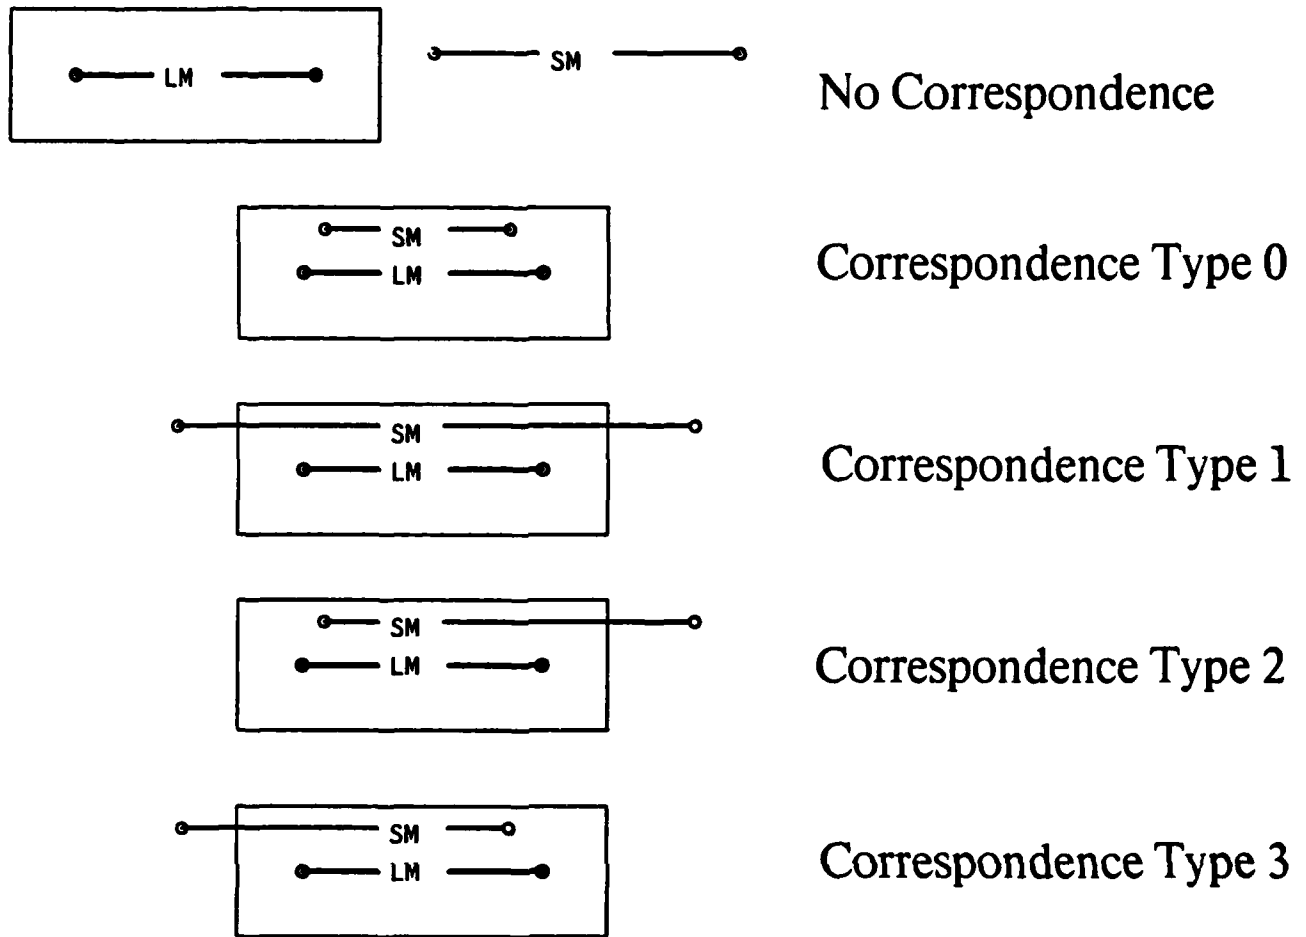 LM
SM
No Correspondence
SM
LM
Correspondence Type 0
SM
LM
Correspondence Type 1
SM
LM
Correspondence Type 2
SM
LM
Correspondence Type 3